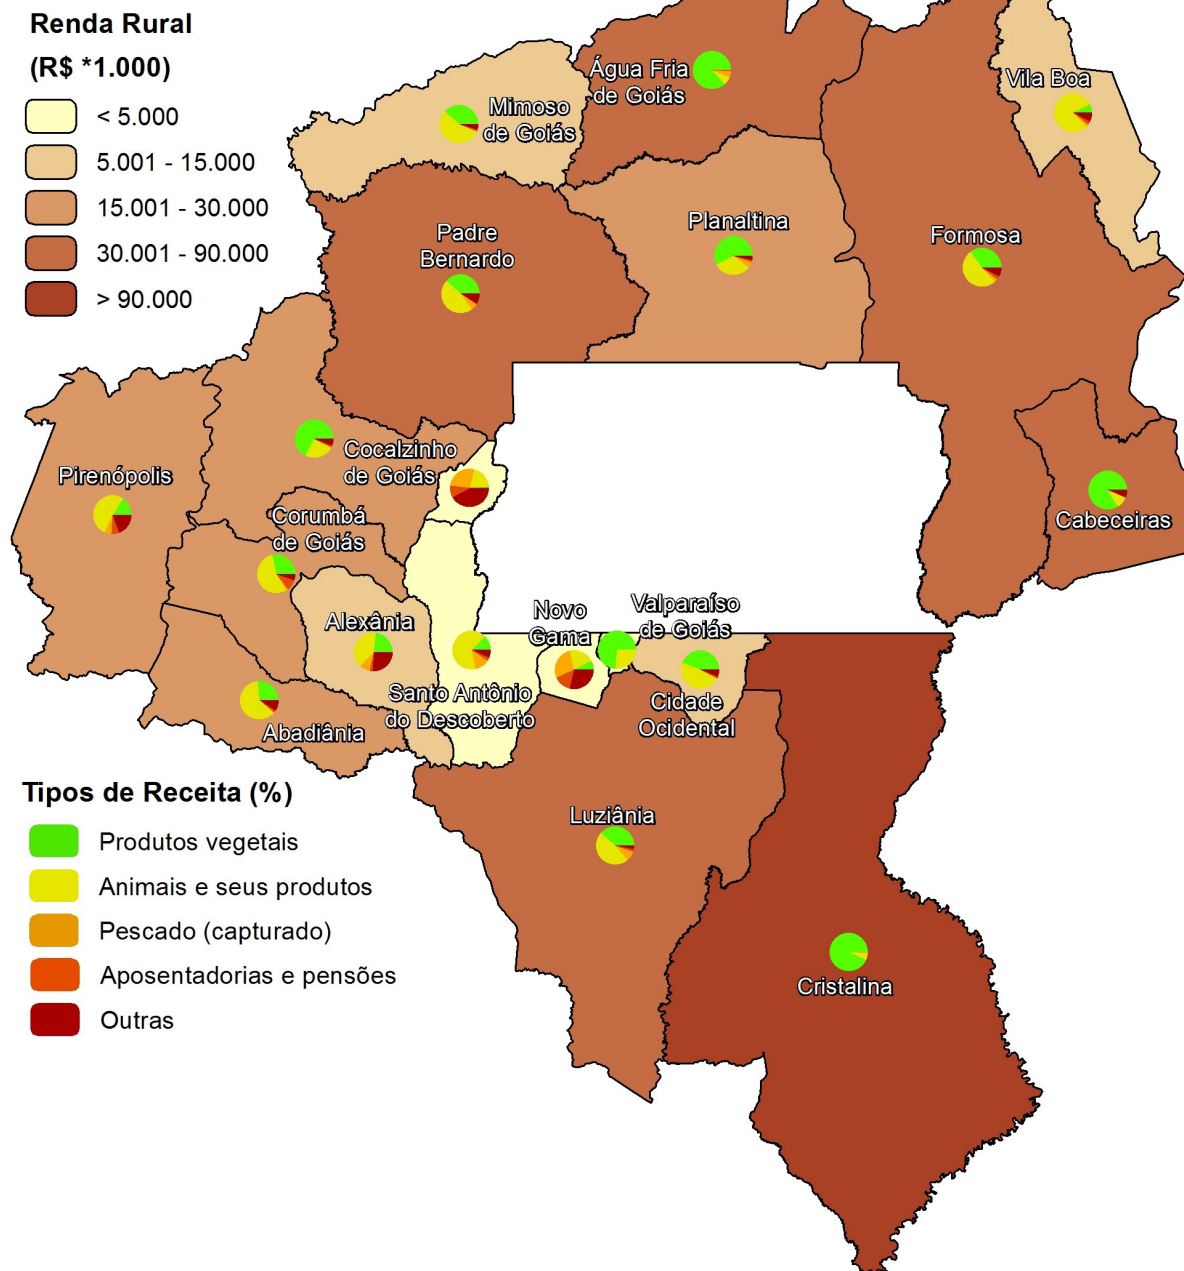 Renda Rural
(R$ *1.000)
< 5.000
5.001 - 15.000
15.001 - 30.000
30.001 - 90.000
> 90.000
Água Fria
de Goiás
Mimoso
de Goiás
Vila Boa
Planaltina
Padre
Bernardo
Formosa
Cocalzinho
de Goiás
Pirenópolis
Corumbá
de Goiás
Cabeceiras
Novo
Gama
Valparaíso
de Goiás
Alexânia
Santo Antônio
do Descoberto
Cidade
Ocidental
Abadiânia
Luziânia
Cristalina
Tipos de Receita (%)
Produtos vegetais
Animais e seus produtos
Pescado (capturado)
Aposentadorias e pensões
Outras